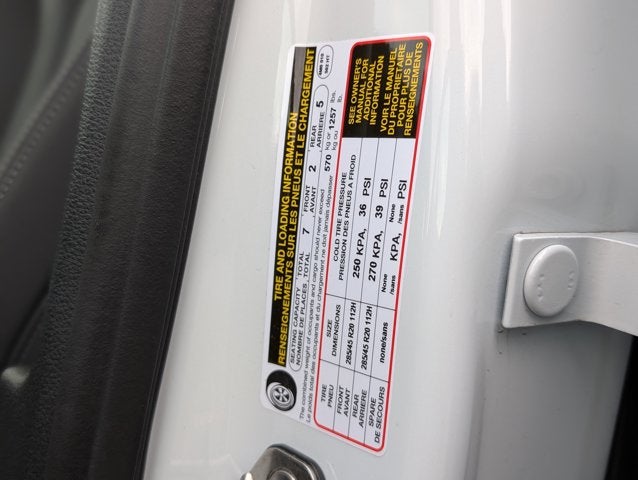 TIRE AND LOADING INFORMATION
RENSEIGNEMENTS SUR LES PNEUS ET LE CHARGEMENT
SEATING CAPACITY TOTAL 7 FRONT 2 REAR 5
NOMBRE DE PLACES TOTAL AVANT ARRIÈRE
The combined weight of occupants and cargo should never exceed 570 kg or 1257 lbs.
Le poids total des occupants et du chargement ne doit jamais dépasser kg ou lb.
TIRE SIZE COLD TIRE PRESSURE
PNEU DIMENSIONS PRESSION DES PNEUS A FROID
FRONT 285/45 R20 112H 250 KPA, 36 PSI
AVANT
REAR 285/45 R20 112H 270 KPA, 39 PSI
ARRIÈRE
SPARE none/sans None/sans KPA, None/sans PSI
DE SECOURS
SEE OWNER'S
MANUAL FOR
ADDITIONAL
INFORMATION
VOIR LE MANUEL
DU PROPRIETAIRE
POUR PLUS DE
RENSEIGNEMENTS